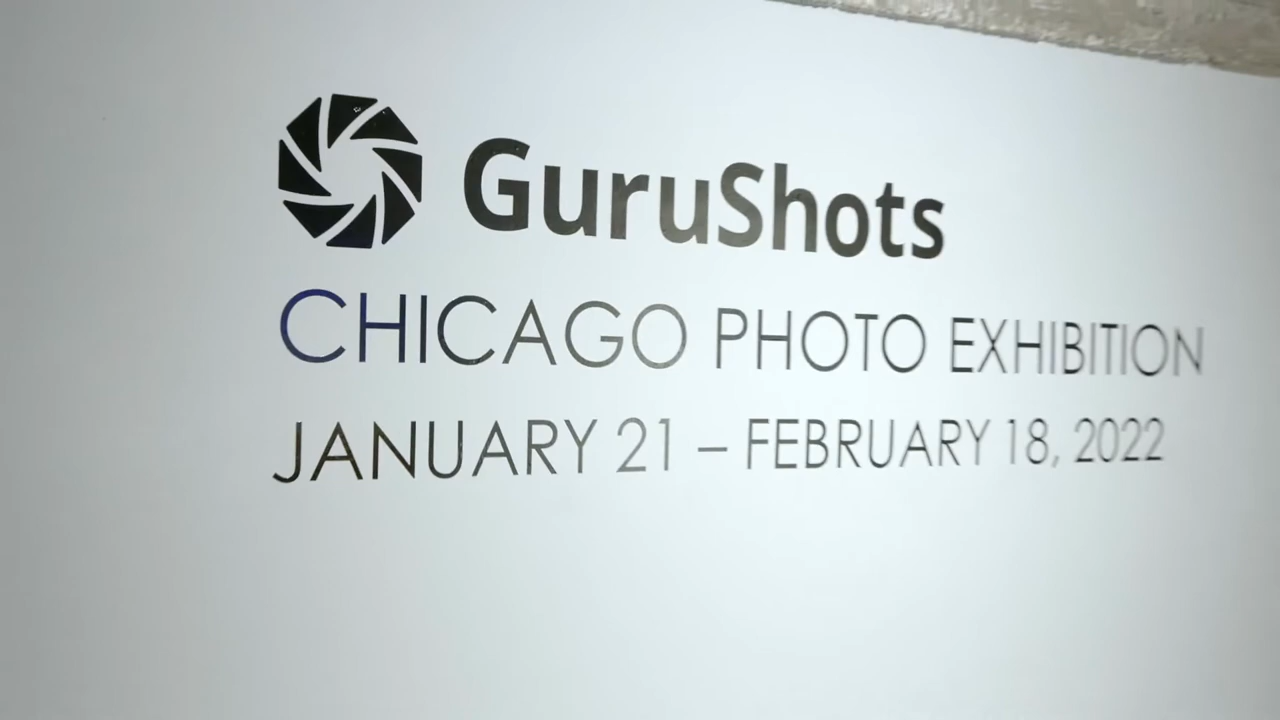 GuruShots
CHICAGO PHOTO EXHIBITION
JANUARY 21 – FEBRUARY 18, 2022